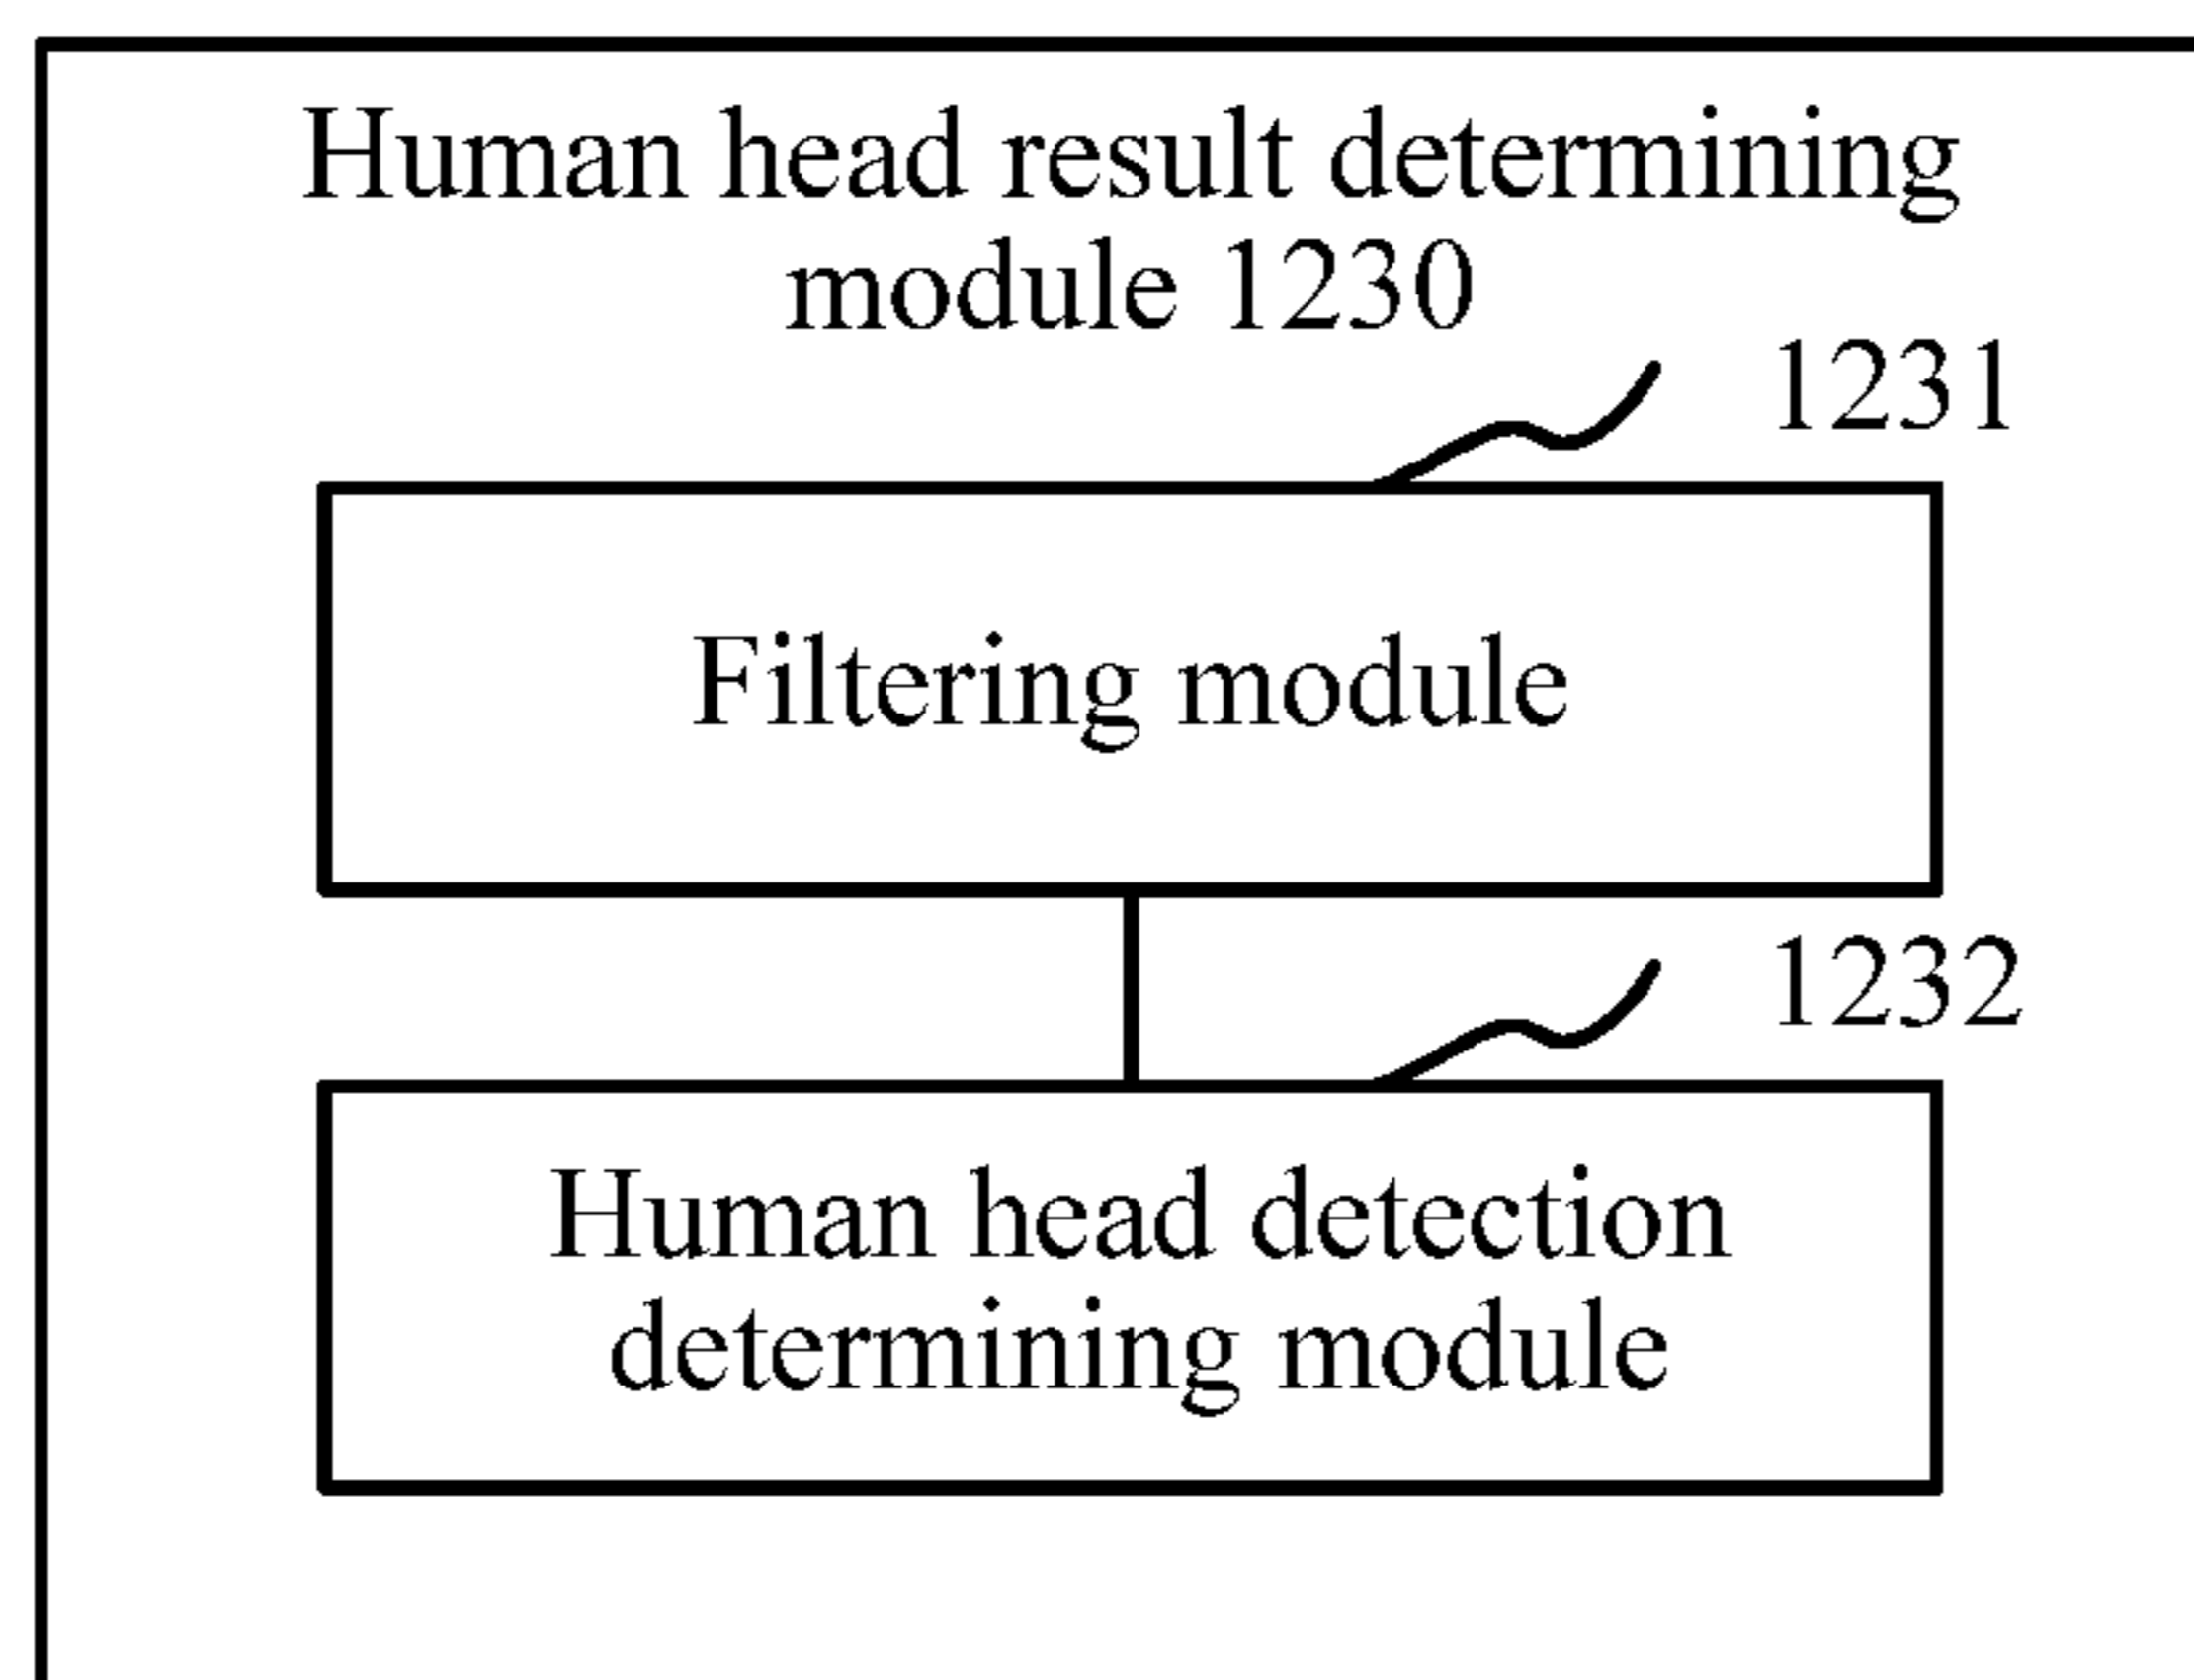 Human head result determining
module 1230
1231
Filtering module
1232
Human head detection
determining module